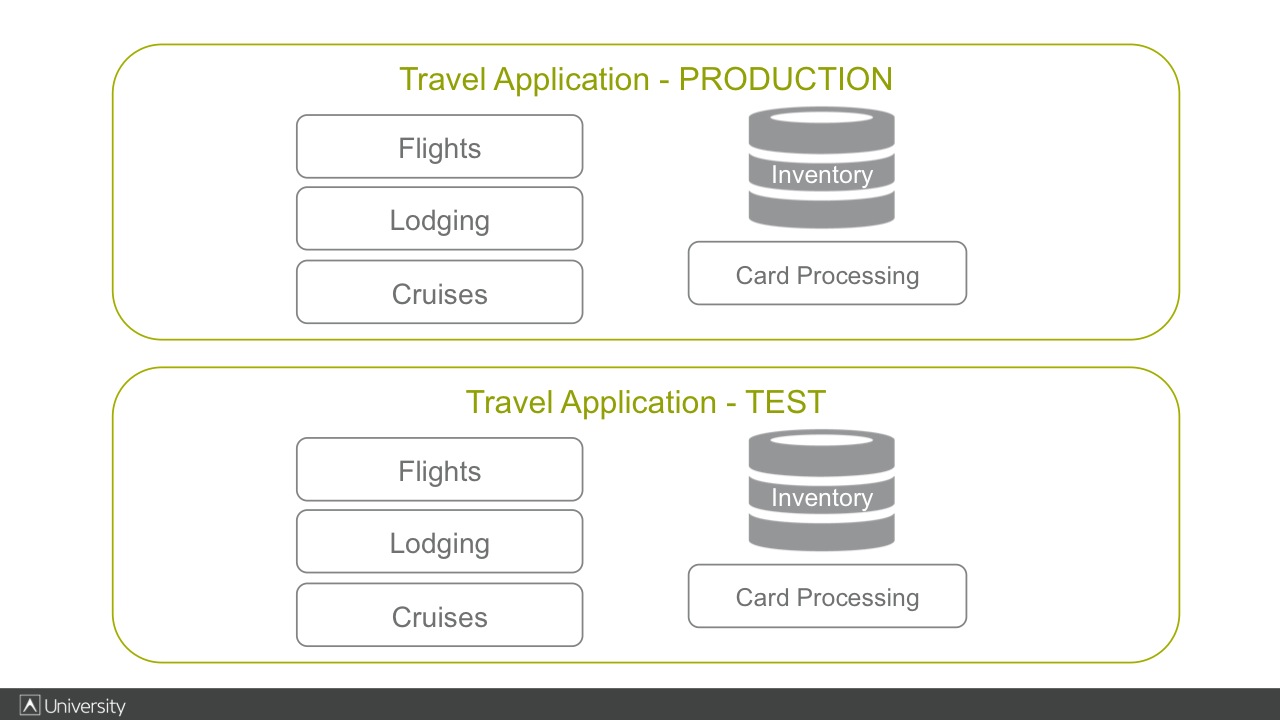 Travel Application - PRODUCTION
Flights
Lodging
Cruises
Inventory
Card Processing
Travel Application - TEST
Flights
Lodging
Cruises
Inventory
Card Processing
University